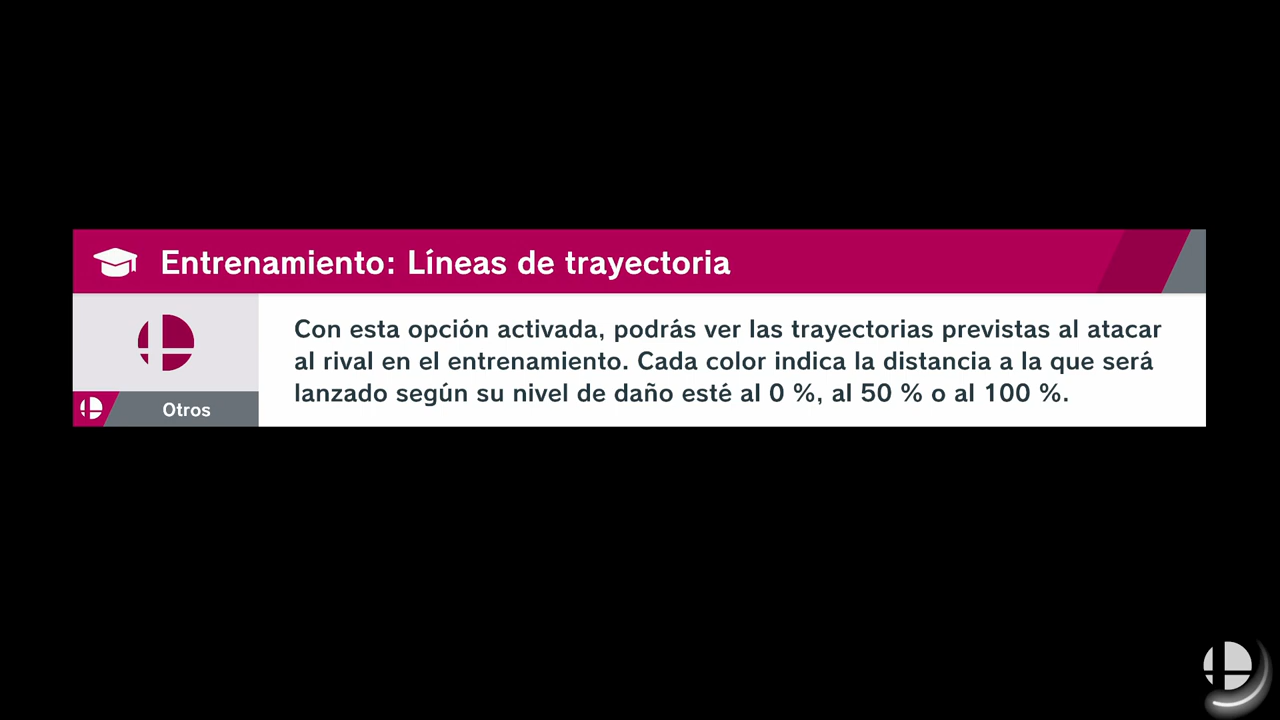 Entrenamiento: Líneas de trayectoria
Con esta opción activada, podrás ver las trayectorias previstas al atacar
al rival en el entrenamiento. Cada color indica la distancia a la que será
lanzado según su nivel de daño esté al 0 %, al 50 % o al 100 %.
Otros